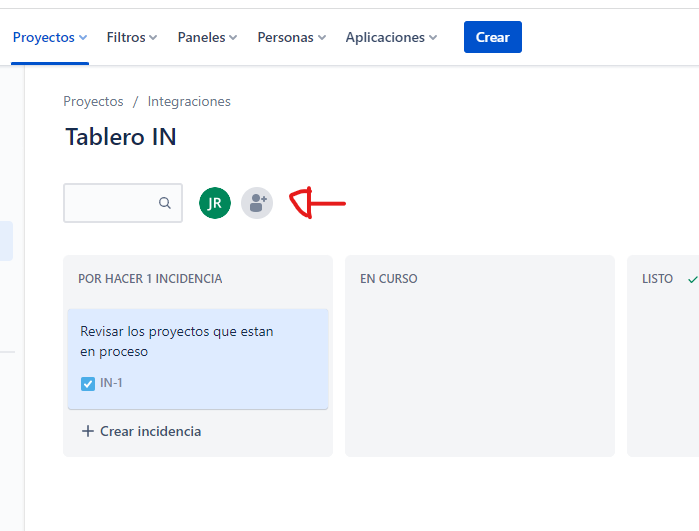 Proyectos Filtros Paneles Personas Aplicaciones Crear
Proyectos / Integraciones
Tablero IN
JR
POR HACER 1 INCIDENCIA EN CURSO LISTO
Revisar los proyectos que estan
en proceso
IN-1
+ Crear incidencia